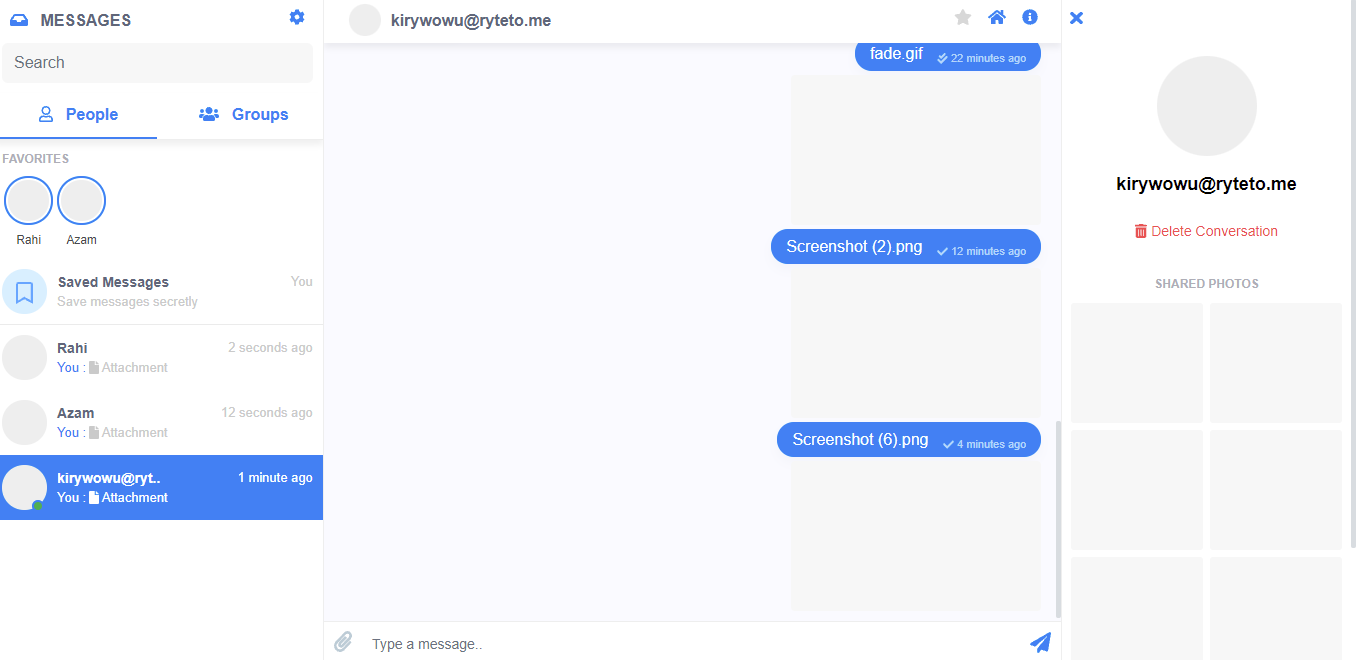 MESSAGES
Search
People
Groups
FAVORITES
Rahi
Azam
Saved Messages
You
Save messages secretly
Rahi
2 seconds ago
You : Attachment
Azam
12 seconds ago
You : Attachment
kirywowu@ryt..
1 minute ago
You : Attachment
kirywowu@ryteto.me
fade.gif
22 minutes ago
Screenshot (2).png
12 minutes ago
Screenshot (6).png
4 minutes ago
Type a message..
kirywowu@ryteto.me
Delete Conversation
SHARED PHOTOS